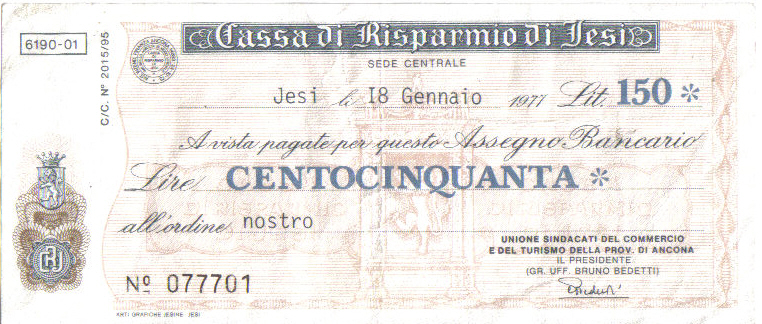 6190-01
C/C. N° 2015/95
Cassa di Risparmio di Jesi
SEDE CENTRALE
Jesi li 18 Gennaio 1977 Lit. 150 *
A vista pagate per questo Assegno Bancario
Lire CENTOCINQUANTA *
all'ordine nostro
UNIONE SINDACATI DEL COMMERCIO
E DEL TURISMO DELLA PROV. DI ANCONA
IL PRESIDENTE
(GR. UFF. BRUNO BEDETTI)
Nº 077701
ARTI GRAFICHE JESINE JESI